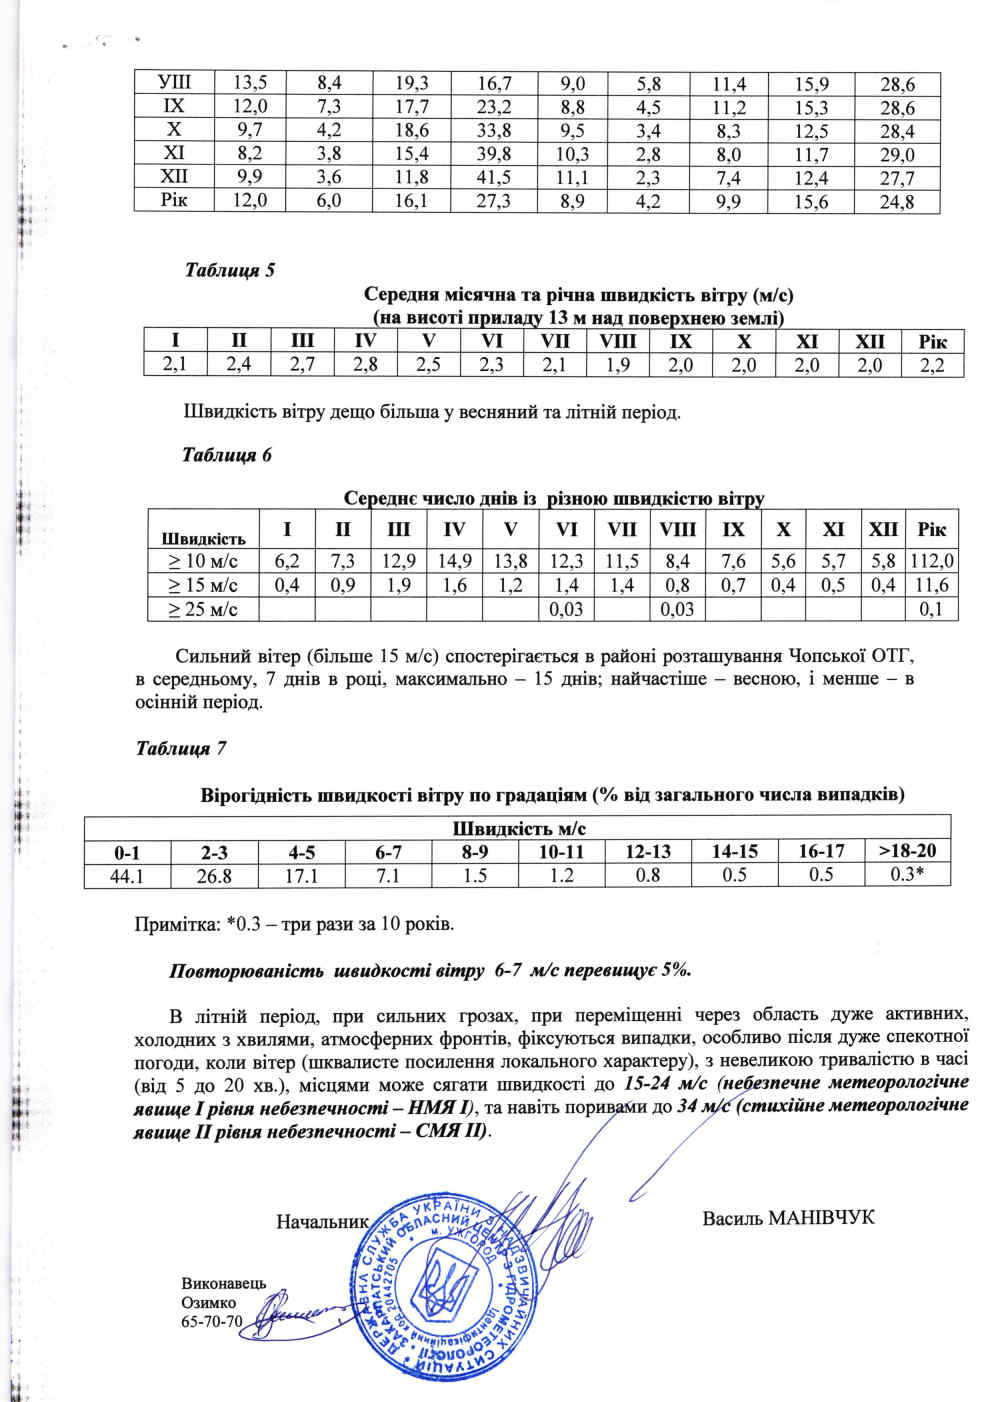 УІІІ 13,5 8,4 19,3 16,7 9,0 5,8 11,4 15,9 28,6
ІХ 12,0 7,3 17,7 23,2 8,8 4,5 11,2 15,3 28,6
Х 9,7 4,2 18,6 33,8 9,5 3,4 8,3 12,5 28,4
ХІ 8,2 3,8 15,4 39,8 10,3 2,8 8,0 11,7 29,0
ХІІ 9,9 3,6 11,8 41,5 11,1 2,3 7,4 12,4 27,7
Рік 12,0 6,0 16,1 27,3 8,9 4,2 9,9 15,6 24,8
Таблиця 5
Середня місячна та річна швидкість вітру (м/с)
(на висоті приладу 13 м над поверхнею землі)
I II III IV V VI VII VIII IX X XI XII Рік
2,1 2,4 2,7 2,8 2,5 2,3 2,1 1,9 2,0 2,0 2,0 2,0 2,2
Швидкість вітру дещо більша у весняний та літній період.
Таблиця 6
Середнє число днів із різною швидкістю вітру
Швидкість I II III IV V VI VII VIII IX X XI XII Рік
≥ 10 м/с 6,2 7,3 12,9 14,9 13,8 12,3 11,5 8,4 7,6 5,6 5,7 5,8 112,0
≥ 15 м/с 0,4 0,9 1,9 1,6 1,2 1,4 1,4 0,8 0,7 0,4 0,5 0,4 11,6
≥ 25 м/с 0,03 0,03 0,1
Сильний вітер (більше 15 м/с) спостерігається в районі розташування Чопської ОТГ,
в середньому, 7 днів в році, максимально – 15 днів; найчастіше – весною, і менше – в
осінній період.
Таблиця 7
Вірогідність швидкості вітру по градаціям (% від загального числа випадків)
Швидкість м/с
0-1 2-3 4-5 6-7 8-9 10-11 12-13 14-15 16-17 >18-20
44.1 26.8 17.1 7.1 1.5 1.2 0.8 0.5 0.5 0.3*
Примітка: *0.3 – три рази за 10 років.
Повторюваність швидкості вітру 6-7 м/с перевищує 5%.
В літній період, при сильних грозах, при переміщенні через область дуже активних,
холодних з хвилями, атмосферних фронтів, фіксуються випадки, особливо після дуже спекотної
погоди, коли вітер (шквалисте посилення локального характеру), з невеликою тривалістю в часі
(від 5 до 20 хв.), місцями може сягати швидкості до 15-24 м/с (небезпечне метеорологічне
явище І рівня небезпечності – НМЯ І), та навіть поривами до 34 м/с (стихійне метеорологічне
явище ІІ рівня небезпечності – СМЯ ІІ).
Начальник
Василь МАНІВЧУК
ДЕРЖАВНА СЛУЖБА УКРАЇНИ З НАДЗВИЧАЙНИХ СИТУАЦІЙ
ЗАКАРПАТСЬКИЙ ОБЛАСНИЙ ЦЕНТР З ГІДРОМЕТЕОРОЛОГІЇ
м. УЖГОРОД
Ідентифікаційний код 20442705
Виконавець
Озимко
65-70-70